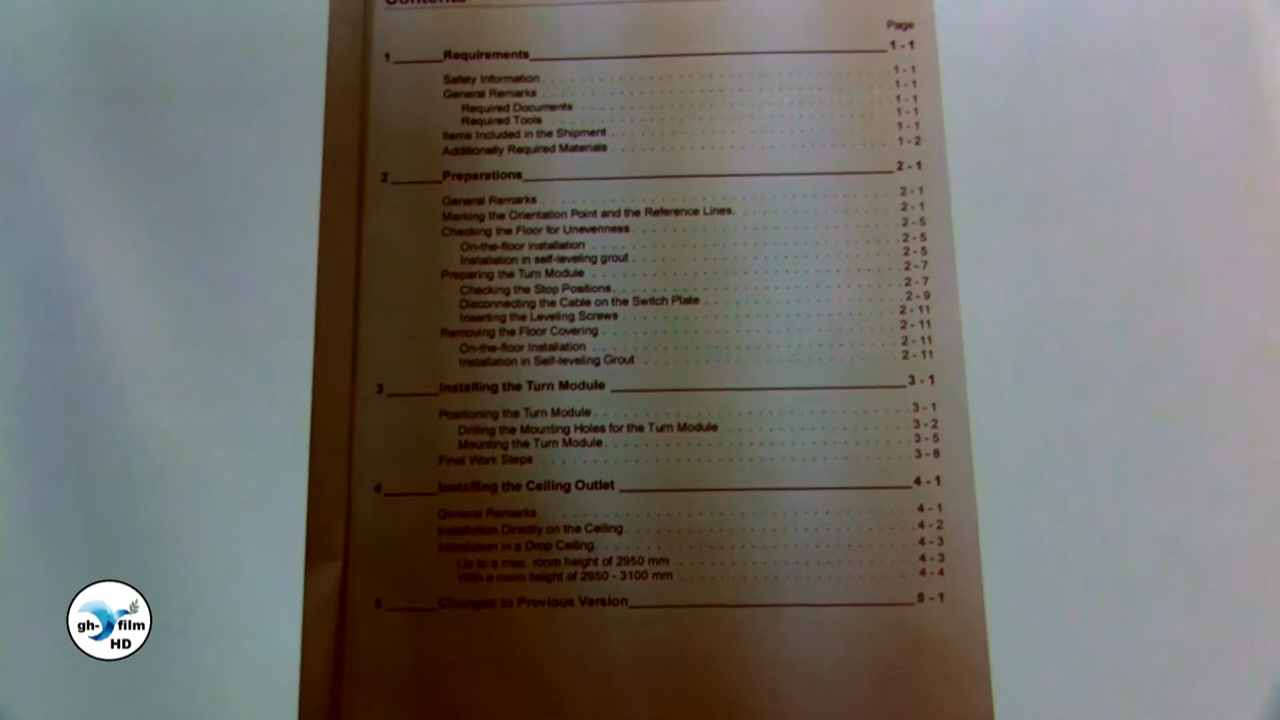 Contents
Page
1 Requirements 1 - 1
Safety Information 1 - 1
General Remarks 1 - 1
Required Documents 1 - 1
Required Tools 1 - 1
Items Included in the Shipment 1 - 1
Additionally Required Materials 1 - 2
2 Preparations 2 - 1
General Remarks 2 - 1
Marking the Orientation Point and the Reference Lines 2 - 1
Checking the Floor for Unevenness 2 - 5
On-the-floor installation 2 - 5
Installation in self-leveling grout 2 - 5
Preparing the Turn Module 2 - 7
Checking the Stop Positions 2 - 7
Disconnecting the Cable on the Switch Plate 2 - 9
Inserting the Leveling Screws 2 - 11
Removing the Floor Covering 2 - 11
On-the-floor Installation 2 - 11
Installation in Self-leveling Grout 2 - 11
3 Installing the Turn Module 3 - 1
Positioning the Turn Module 3 - 1
Drilling the Mounting Holes for the Turn Module 3 - 2
Mounting the Turn Module 3 - 5
Final Work Steps 3 - 8
4 Installing the Ceiling Outlet 4 - 1
General Remarks 4 - 1
Installation Directly on the Ceiling 4 - 2
Installation in a Drop Ceiling 4 - 3
Up to a max. room height of 2950 mm 4 - 3
With a room height of 2950 - 3100 mm 4 - 4
5 Changes to Previous Version 5 - 1
gh-film
HD